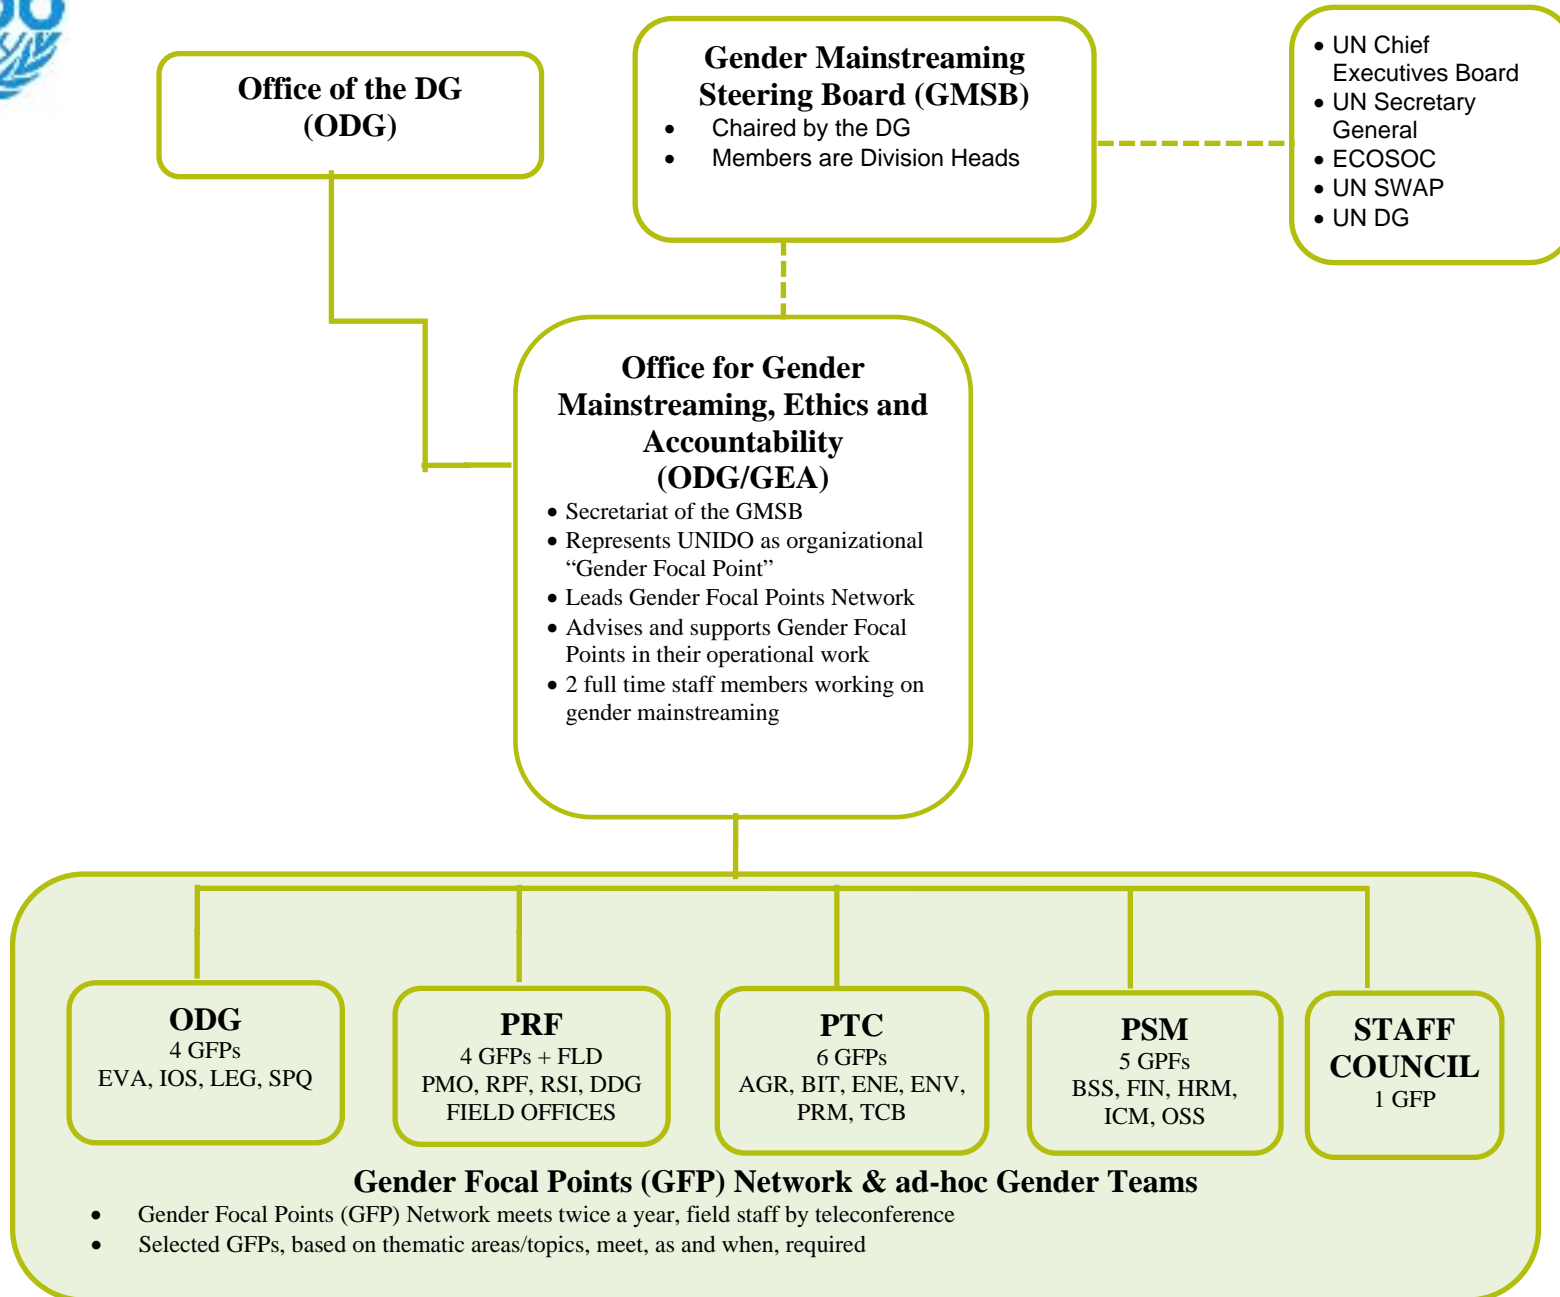 Office of the DG
(ODG)
Gender Mainstreaming
Steering Board (GMSB)
• Chaired by the DG
• Members are Division Heads
• UN Chief
Executives Board
• UN Secretary
General
• ECOSOC
• UN SWAP
• UN DG
Office for Gender
Mainstreaming, Ethics and
Accountability
(ODG/GEA)
• Secretariat of the GMSB
• Represents UNIDO as organizational
“Gender Focal Point”
• Leads Gender Focal Points Network
• Advises and supports Gender Focal
Points in their operational work
• 2 full time staff members working on
gender mainstreaming
ODG
4 GFPs
EVA, IOS, LEG, SPQ
PRF
4 GFPs + FLD
PMO, RPF, RSI, DDG
FIELD OFFICES
PTC
6 GFPs
AGR, BIT, ENE, ENV,
PRM, TCB
PSM
5 GPFs
BSS, FIN, HRM,
ICM, OSS
STAFF
COUNCIL
1 GFP
Gender Focal Points (GFP) Network & ad-hoc Gender Teams
• Gender Focal Points (GFP) Network meets twice a year, field staff by teleconference
• Selected GFPs, based on thematic areas/topics, meet, as and when, required